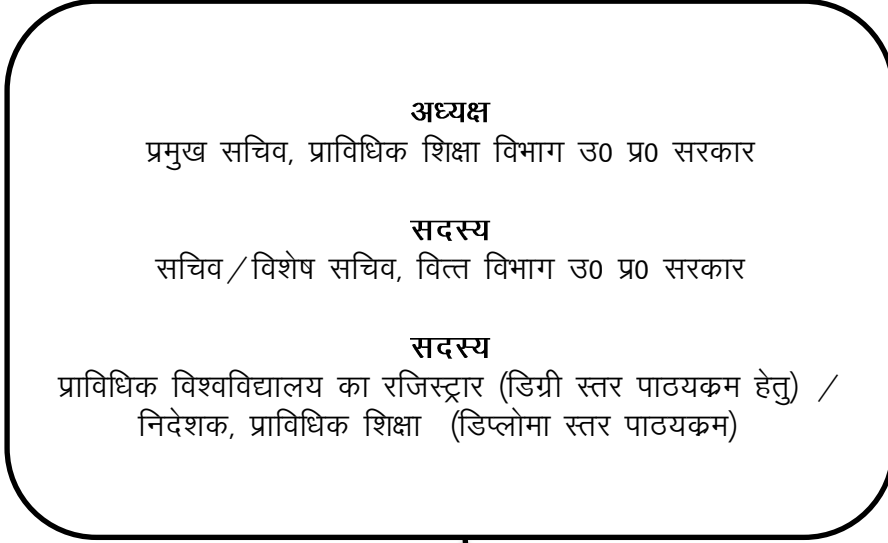 अध्यक्ष
प्रमुख सचिव, प्राविधिक शिक्षा विभाग उ0 प्र0 सरकार
सदस्य
सचिव/विशेष सचिव, वित्त विभाग उ0 प्र0 सरकार
सदस्य
प्राविधिक विश्वविद्यालय का रजिस्ट्रार (डिग्री स्तर पाठयक्रम हेतु) /
निदेशक, प्राविधिक शिक्षा (डिप्लोमा स्तर पाठयक्रम)